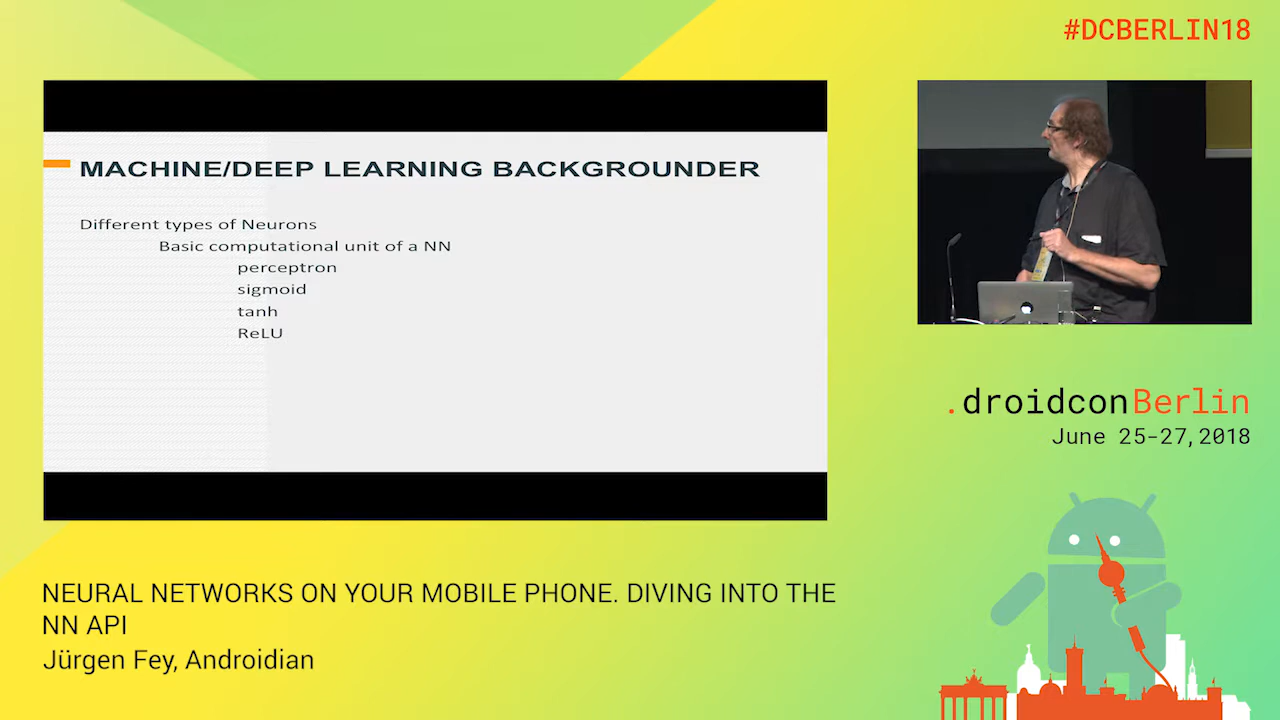 #DCBERLIN18
MACHINE/DEEP LEARNING BACKGROUNDER
Different types of Neurons
Basic computational unit of a NN
perceptron
sigmoid
tanh
ReLU
.droidconBerlin
June 25-27, 2018
NEURAL NETWORKS ON YOUR MOBILE PHONE. DIVING INTO THE
NN API
Jürgen Fey, Androidian